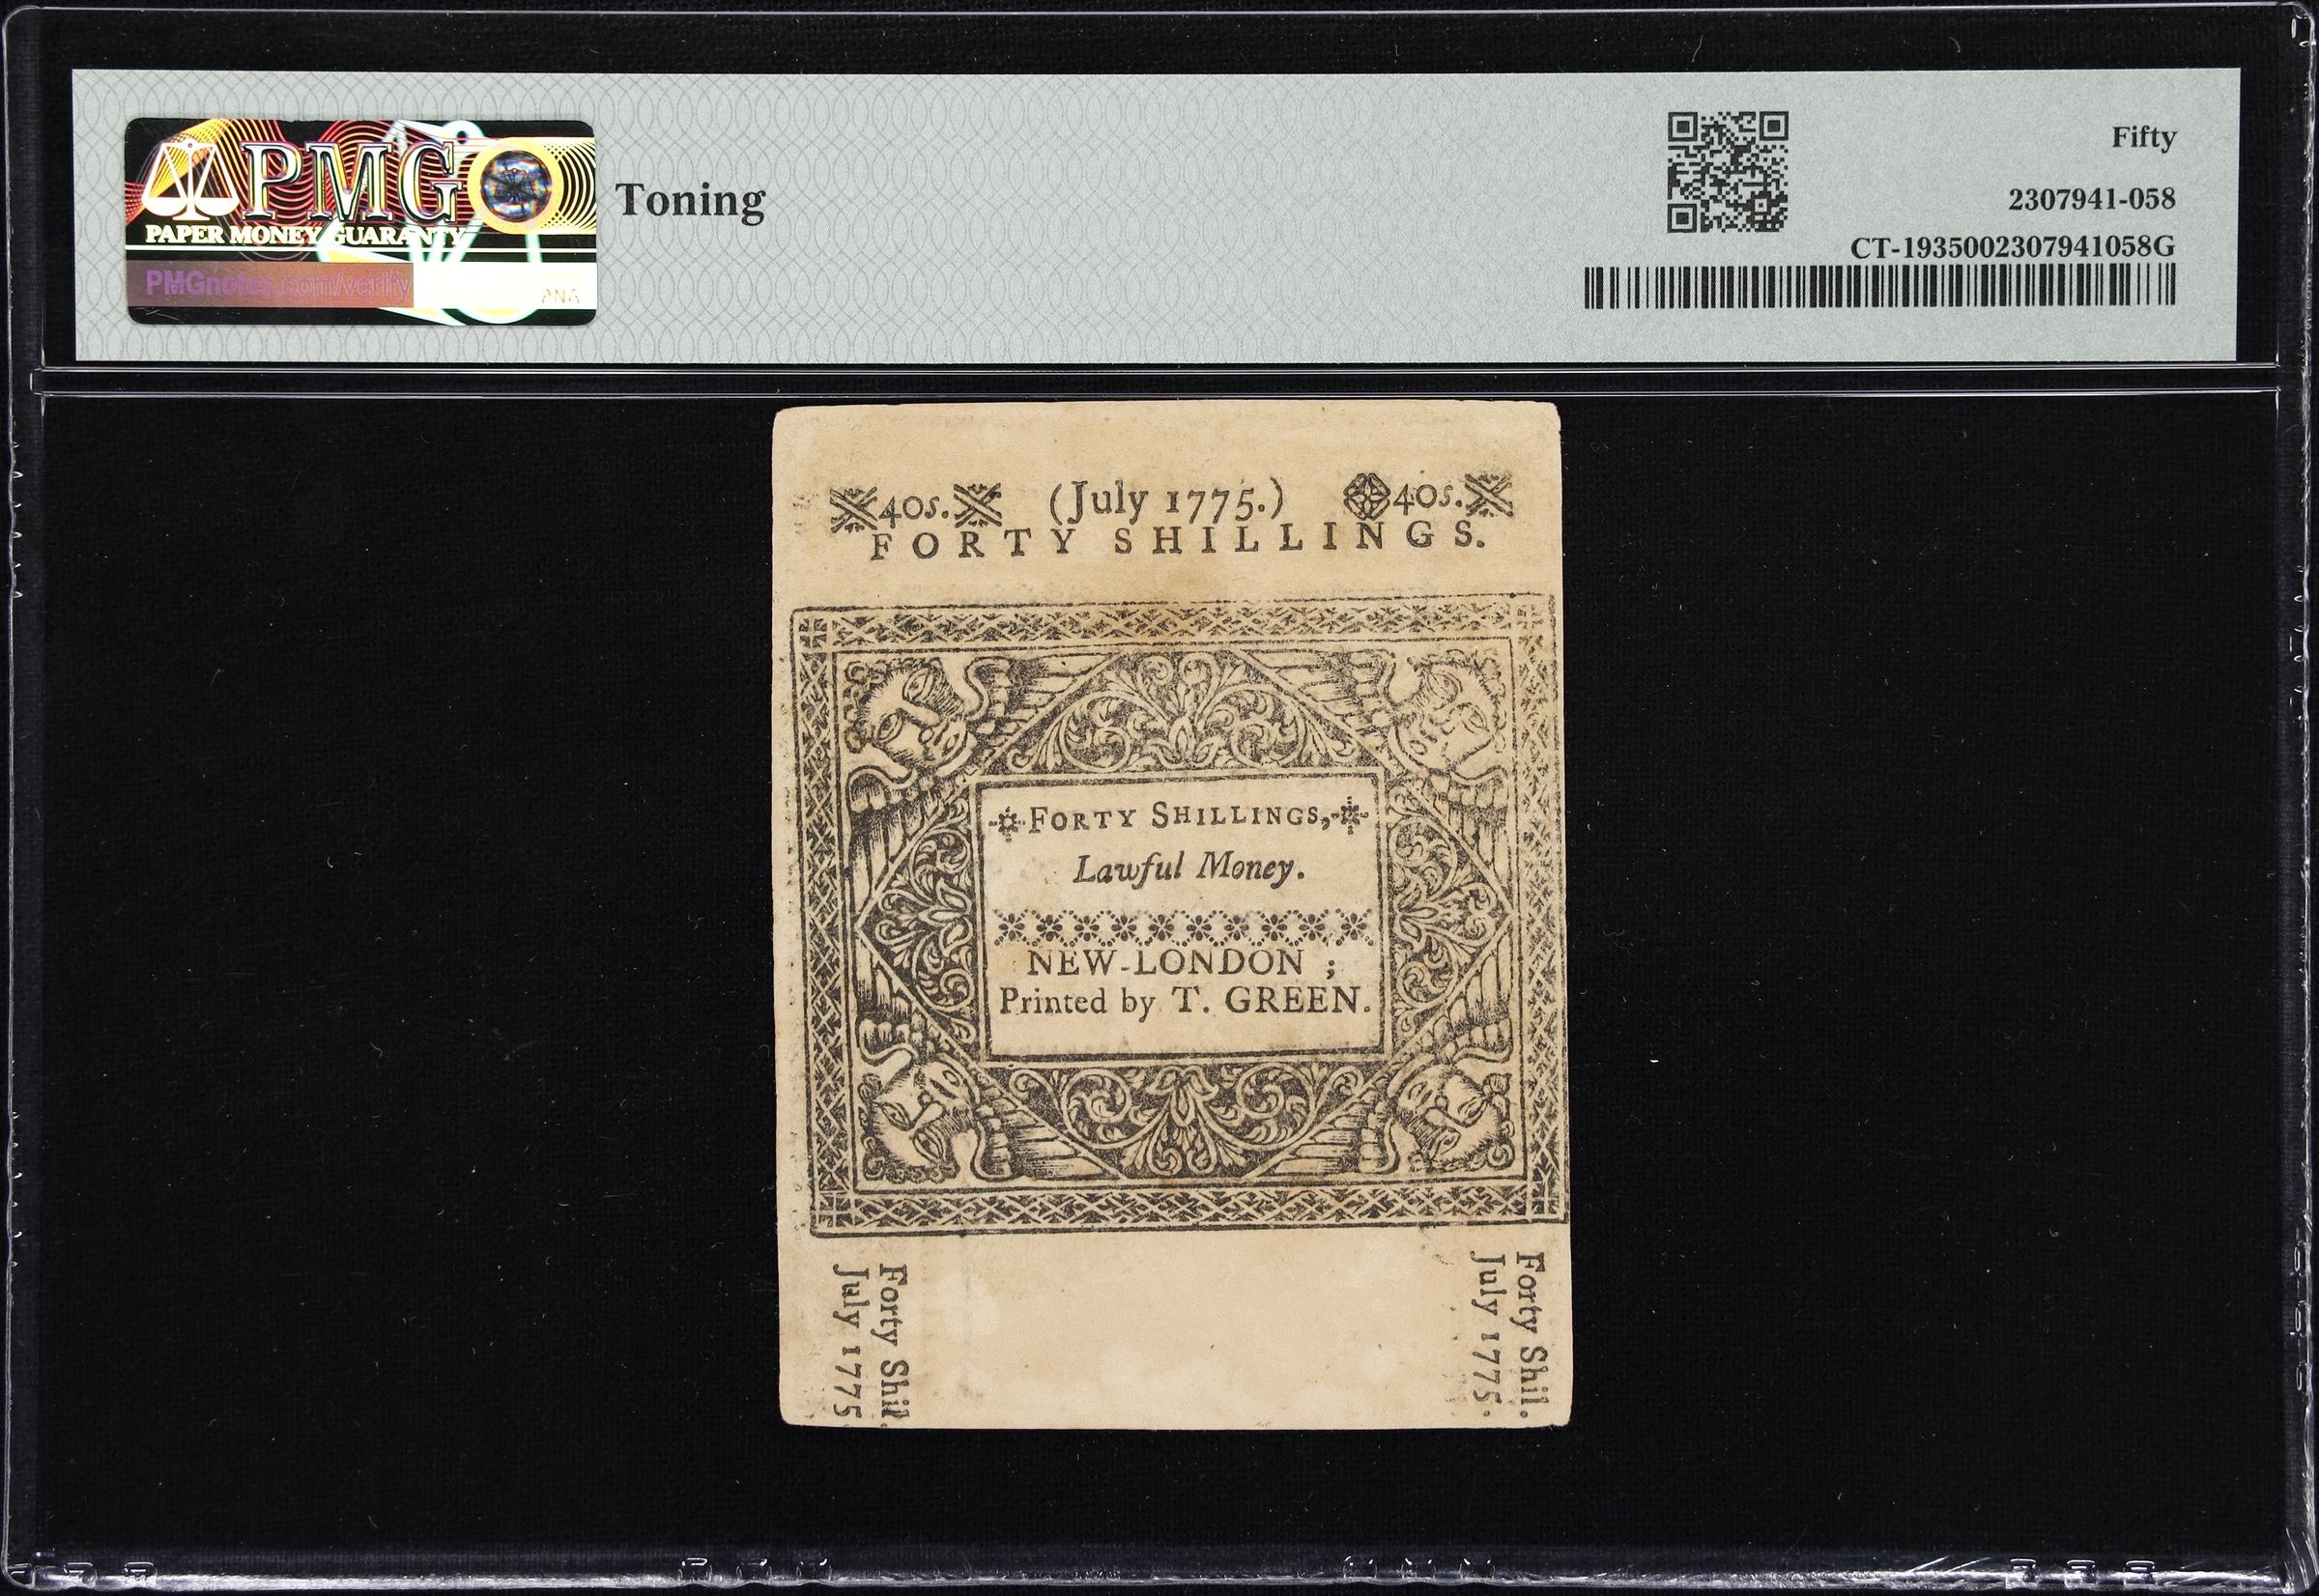 PMG
PAPER MONEY GUARANTY
PMGnotes.com/verify
Toning
Fifty
2307941-058
CT-1935002307941058G
40s. (July 1775.) 40s.
FORTY SHILLINGS.
FORTY SHILLINGS,
Lawful Money.
NEW-LONDON ;
Printed by T. GREEN.
Forty Shil.
July 1775
Forty Shil.
July 1775.